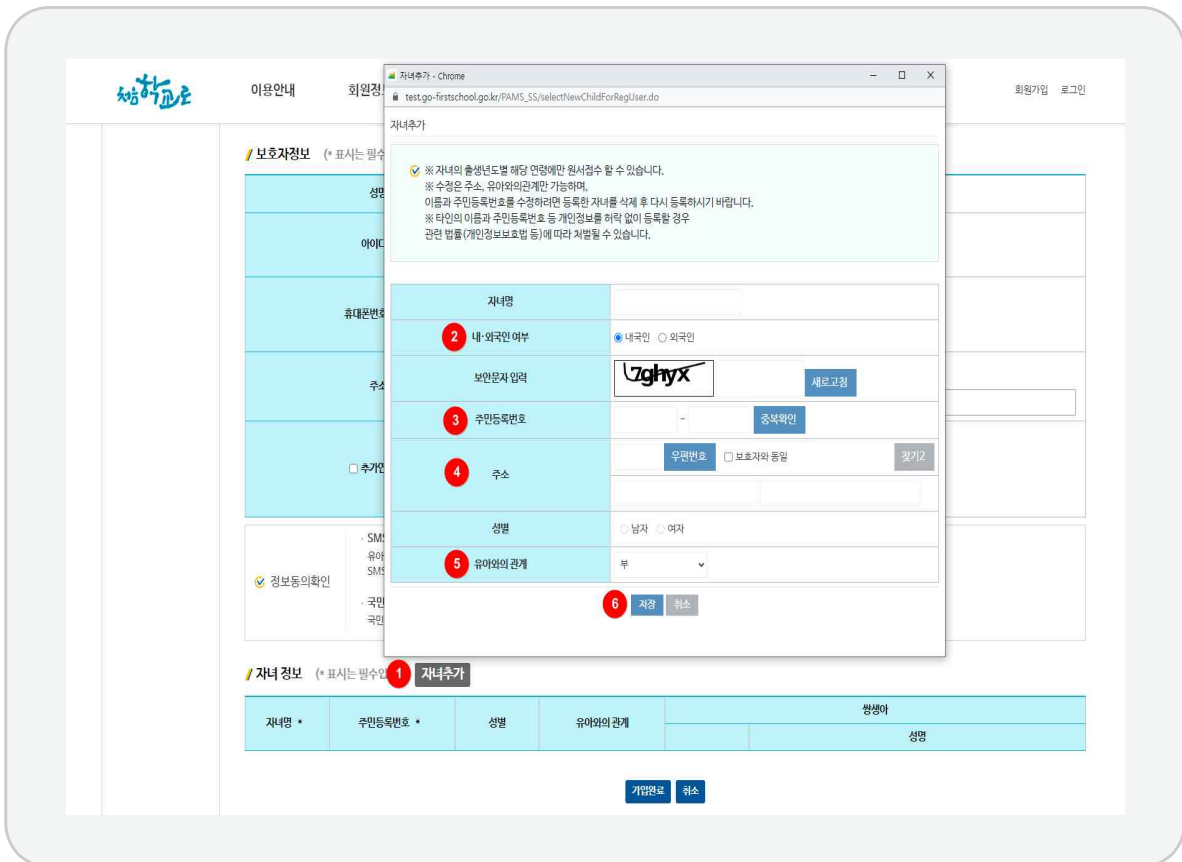 처음학교로
이용안내
회원정
회원가입 로그인
보호자정보 (* 표시는 필수
성명
아이디
휴대폰번호
주소
추가연
정보동의확인
· SMS
유아
SMS
· 국민
국민
자녀추가 - Chrome
test.go-firstschool.go.kr/PAMS_SS/selectNewChildForRegUser.do
자녀추가
※ 자녀의 출생년도별 해당 연령에만 원서접수 할 수 있습니다.
※ 수정은 주소, 유아와의관계만 가능하며,
이름과 주민등록번호를 수정하려면 등록한 자녀를 삭제 후 다시 등록하시기 바랍니다.
※ 타인의 이름과 주민등록번호 등 개인정보를 허락 없이 등록할 경우
관련 법률(개인정보보호법 등)에 따라 처벌될 수 있습니다.
자녀명
2 내·외국인 여부 내국인 외국인
보안문자 입력 7ghyx 새로고침
3 주민등록번호 - 중복확인
4 주소 우편번호 보호자와 동일 찾기2
성별 남자 여자
5 유아와의 관계 부
6 저장 취소
자녀 정보 (* 표시는 필수입 1 자녀추가
자녀명 * 주민등록번호 * 성별 유아와의 관계 쌍생아
성명
가입완료 취소